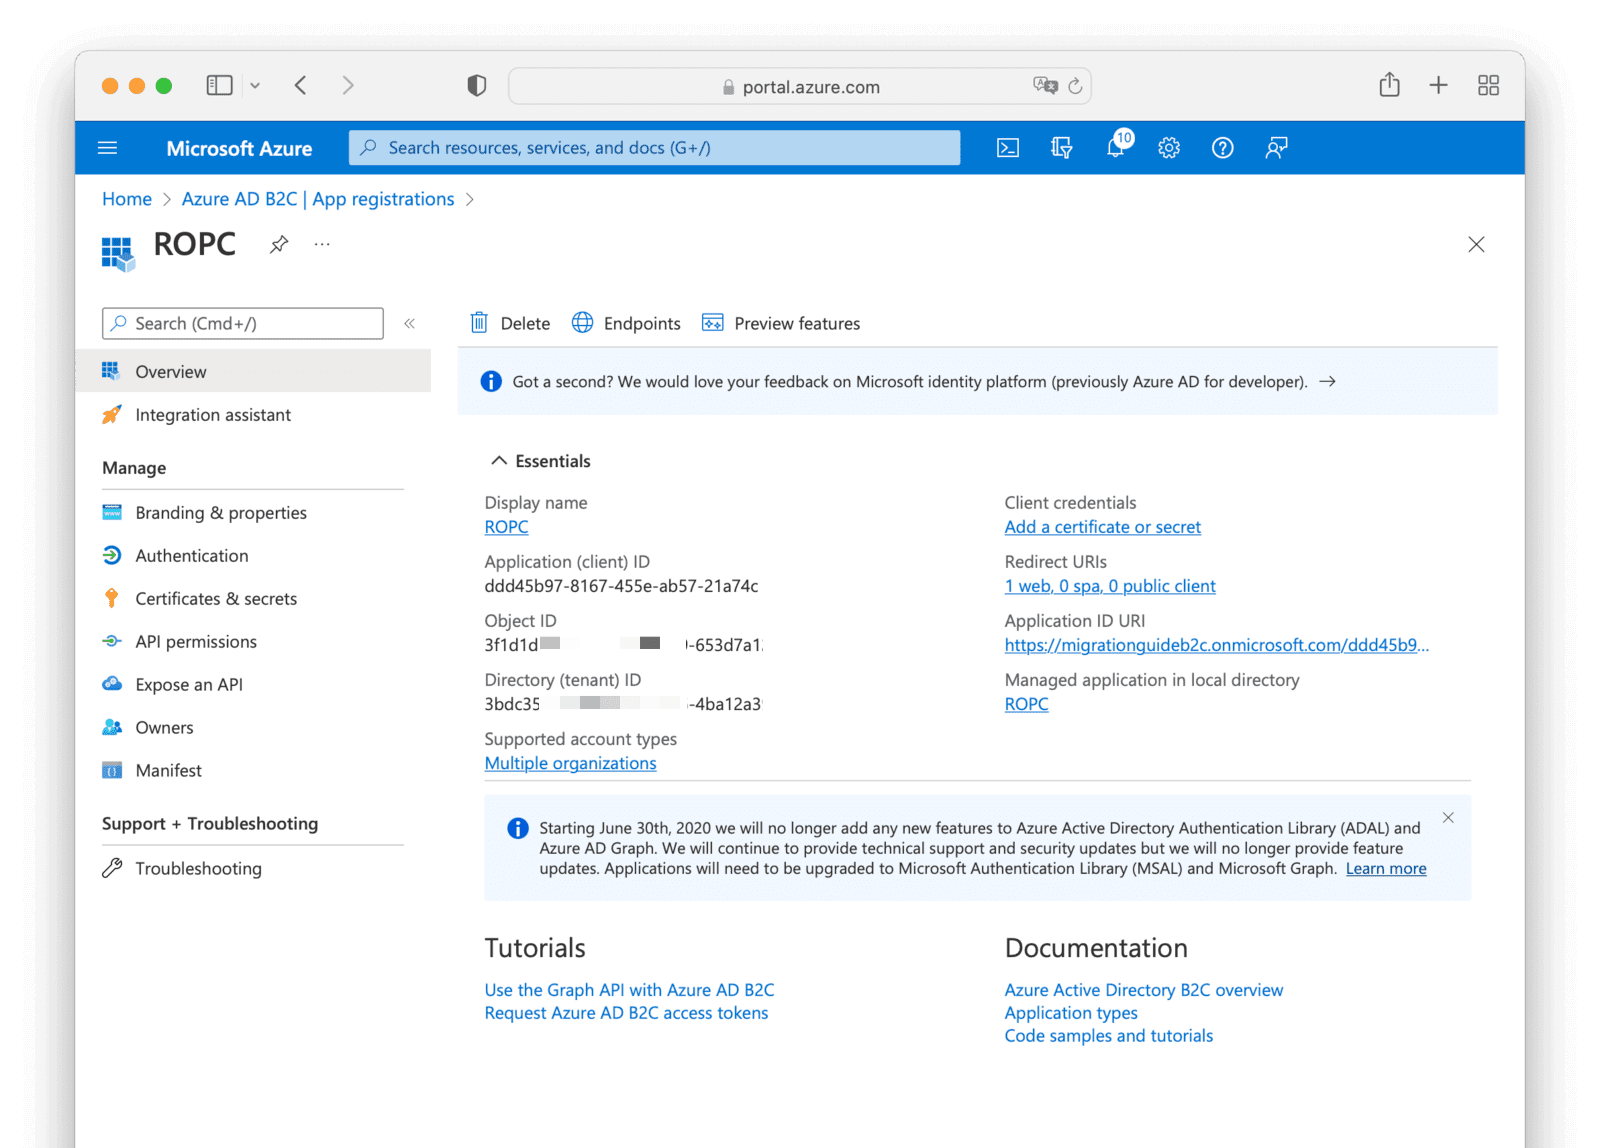 portal.azure.com
Microsoft Azure
Search resources, services, and docs (G+/)
10
Home > Azure AD B2C | App registrations >
ROPC
...
Search (Cmd+/)
«
Overview
Integration assistant
Manage
Branding & properties
Authentication
Certificates & secrets
API permissions
Expose an API
Owners
Manifest
Support + Troubleshooting
Troubleshooting
Delete
Endpoints
Preview features
Got a second? We would love your feedback on Microsoft identity platform (previously Azure AD for developer). →
Essentials
Display name
ROPC
Application (client) ID
ddd45b97-8167-455e-ab57-21a74c
Object ID
3f1d1d -653d7a1
Directory (tenant) ID
3bdc35 -4ba12a3
Supported account types
Multiple organizations
Client credentials
Add a certificate or secret
Redirect URIs
1 web, 0 spa, 0 public client
Application ID URI
https://migrationguideb2c.onmicrosoft.com/ddd45b9...
Managed application in local directory
ROPC
Starting June 30th, 2020 we will no longer add any new features to Azure Active Directory Authentication Library (ADAL) and
Azure AD Graph. We will continue to provide technical support and security updates but we will no longer provide feature
updates. Applications will need to be upgraded to Microsoft Authentication Library (MSAL) and Microsoft Graph. Learn more
Tutorials
Use the Graph API with Azure AD B2C
Request Azure AD B2C access tokens
Documentation
Azure Active Directory B2C overview
Application types
Code samples and tutorials